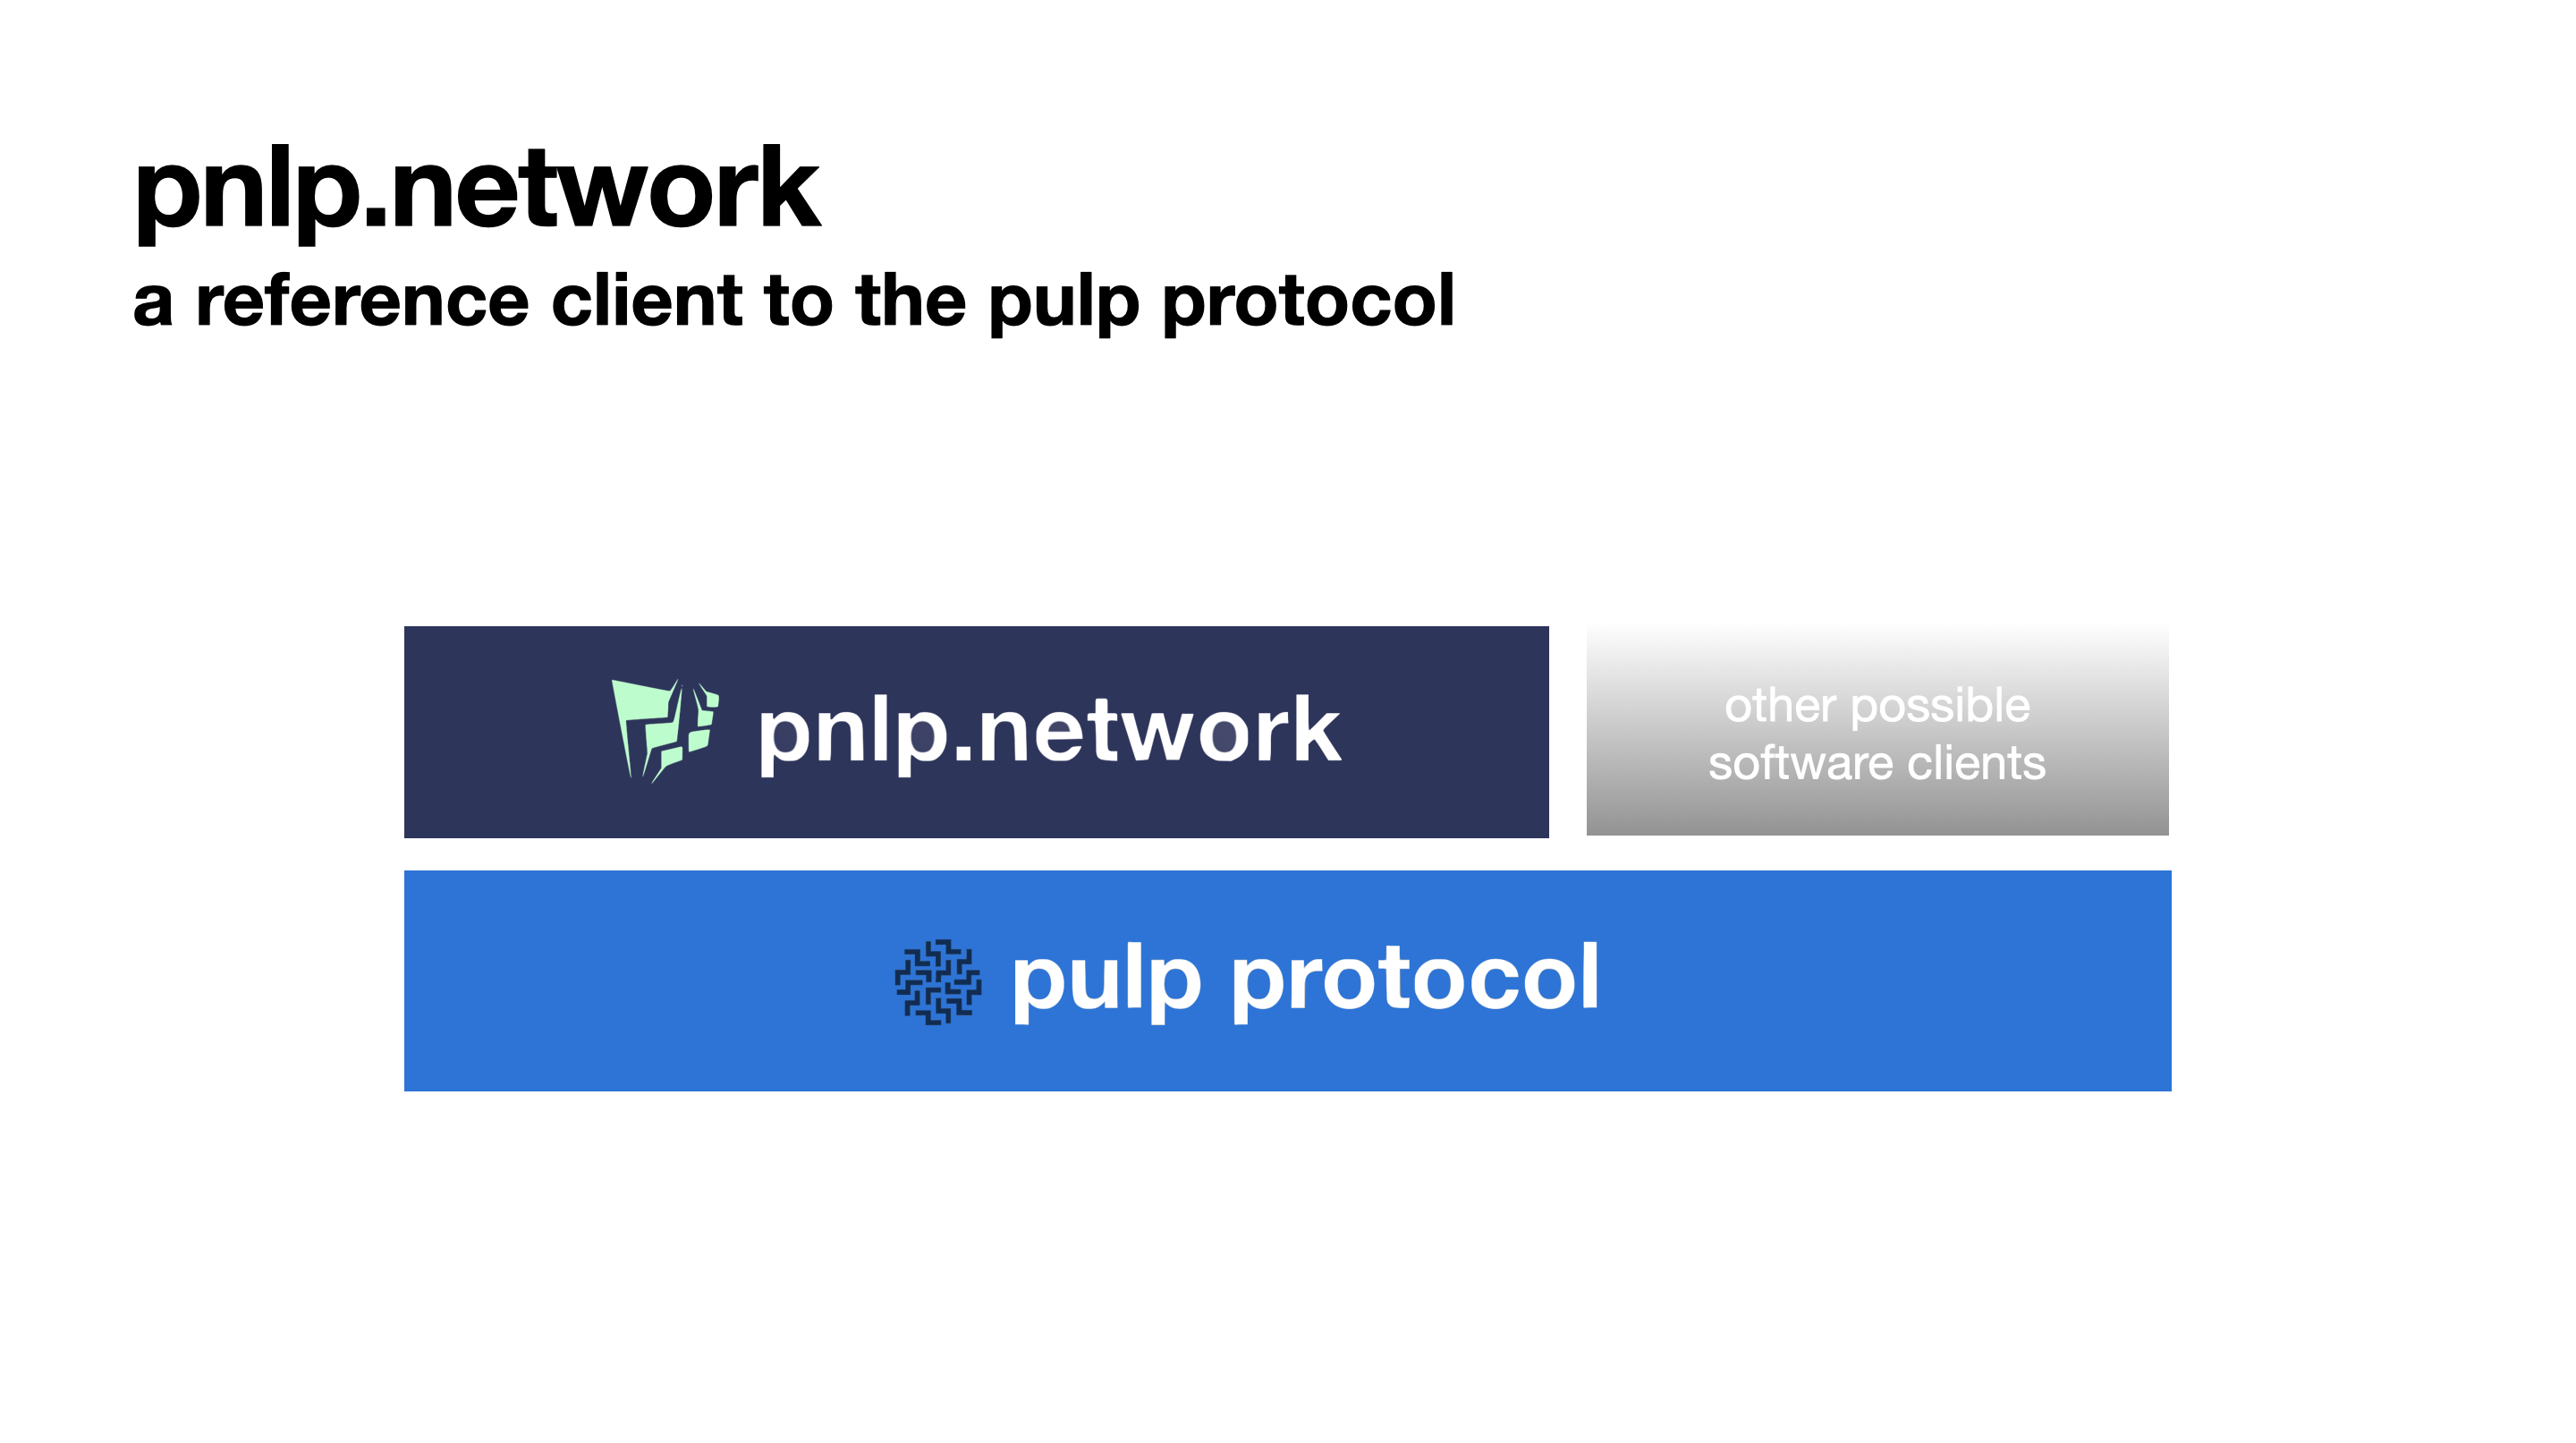 pnlp.network
a reference client to the pulp protocol
pnlp.network
other possible
software clients
pulp protocol